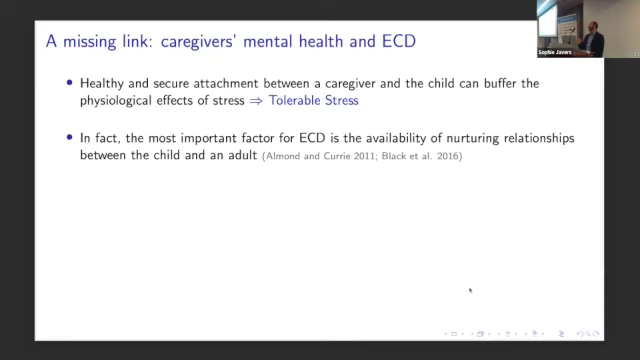 A missing link: caregivers' mental health and ECD
Healthy and secure attachment between a caregiver and the child can buffer the
physiological effects of stress ⇒ Tolerable Stress
In fact, the most important factor for ECD is the availability of nurturing relationships
between the child and an adult (Almond and Currie 2011; Black et al. 2016)
Sophie Javers